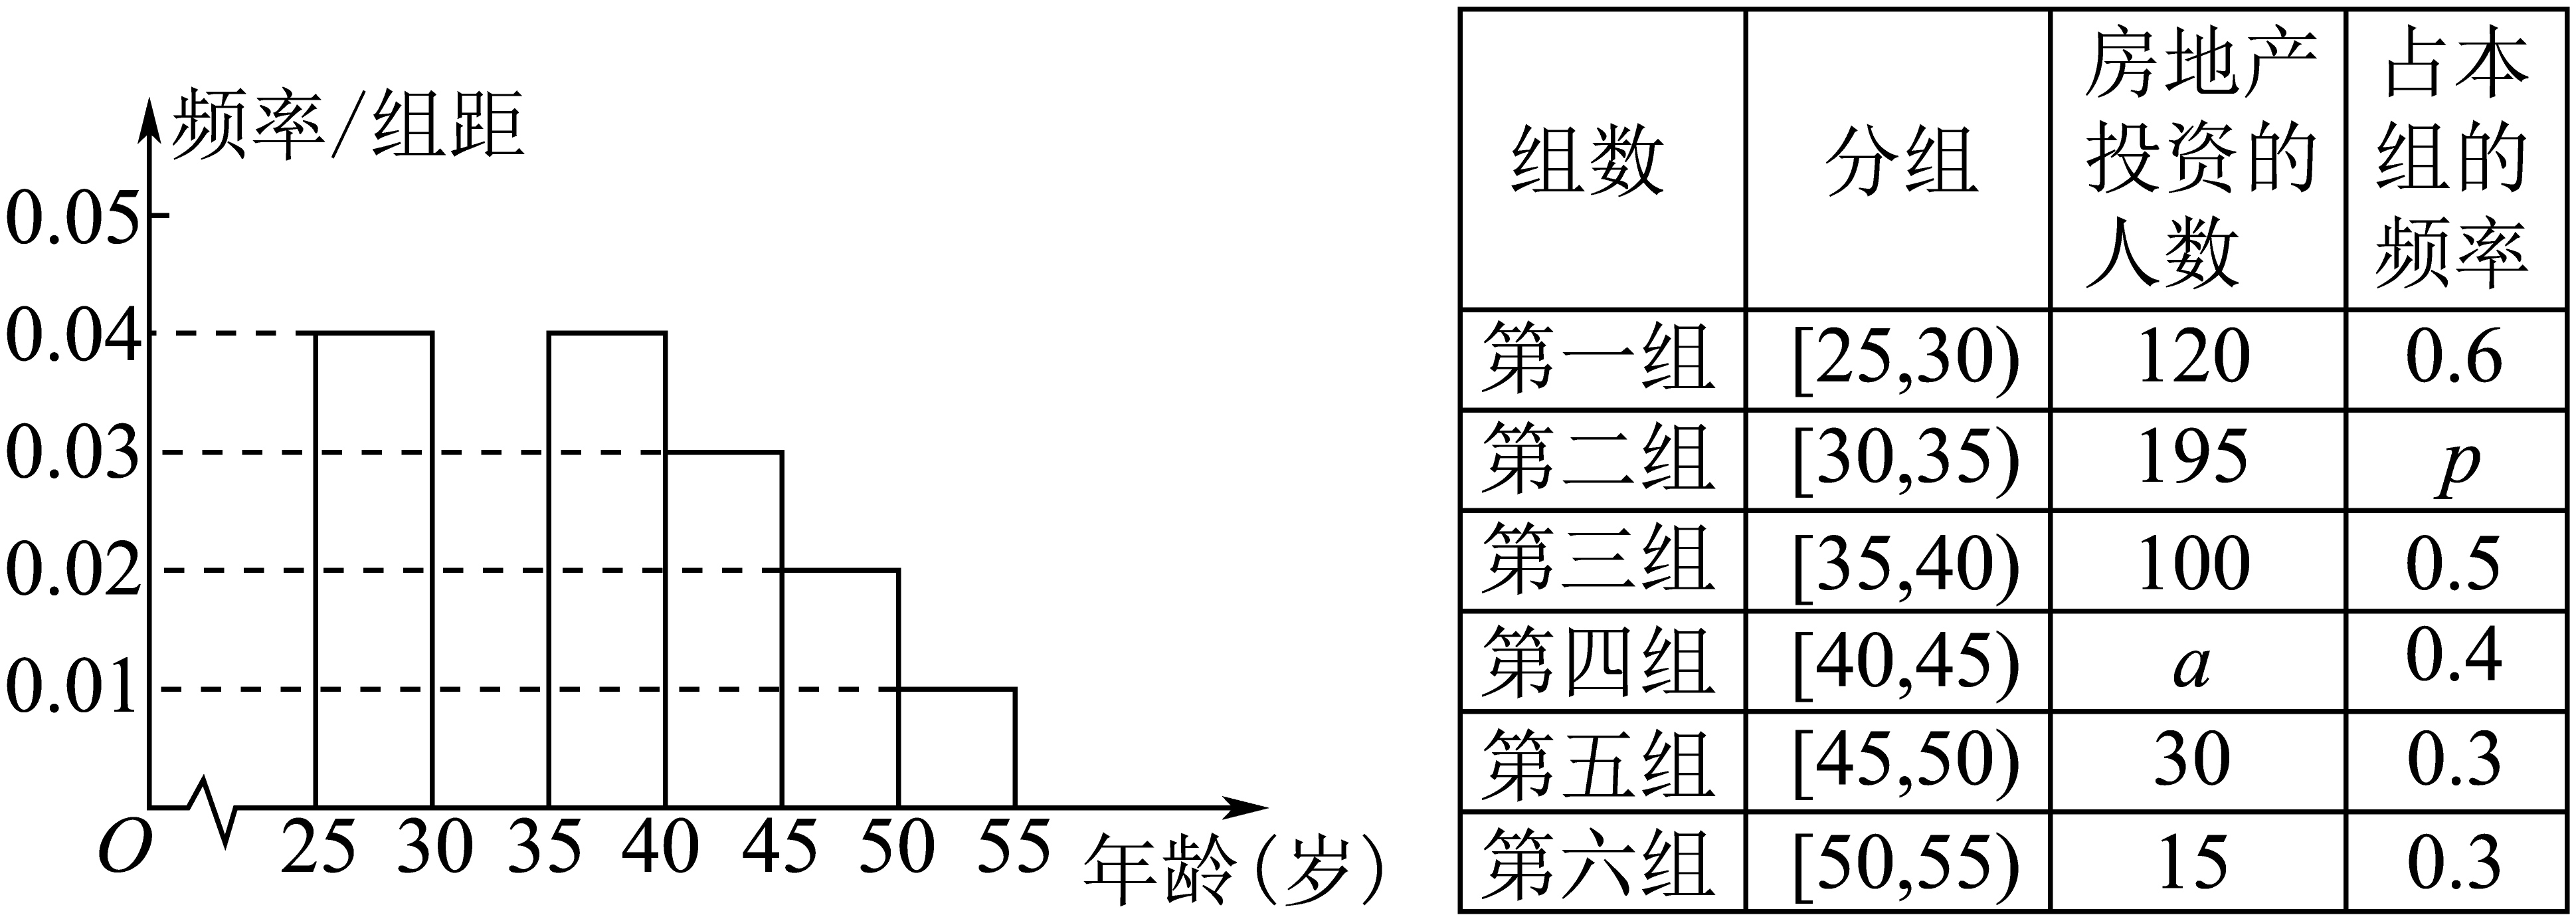 频率/组距
0.05
0.04
0.03
0.02
0.01
O 25 30 35 40 45 50 55 年龄(岁)
组数 分组 房地产投资的人数 占本组的频率
第一组 [25,30) 120 0.6
第二组 [30,35) 195 p
第三组 [35,40) 100 0.5
第四组 [40,45) a 0.4
第五组 [45,50) 30 0.3
第六组 [50,55) 15 0.3